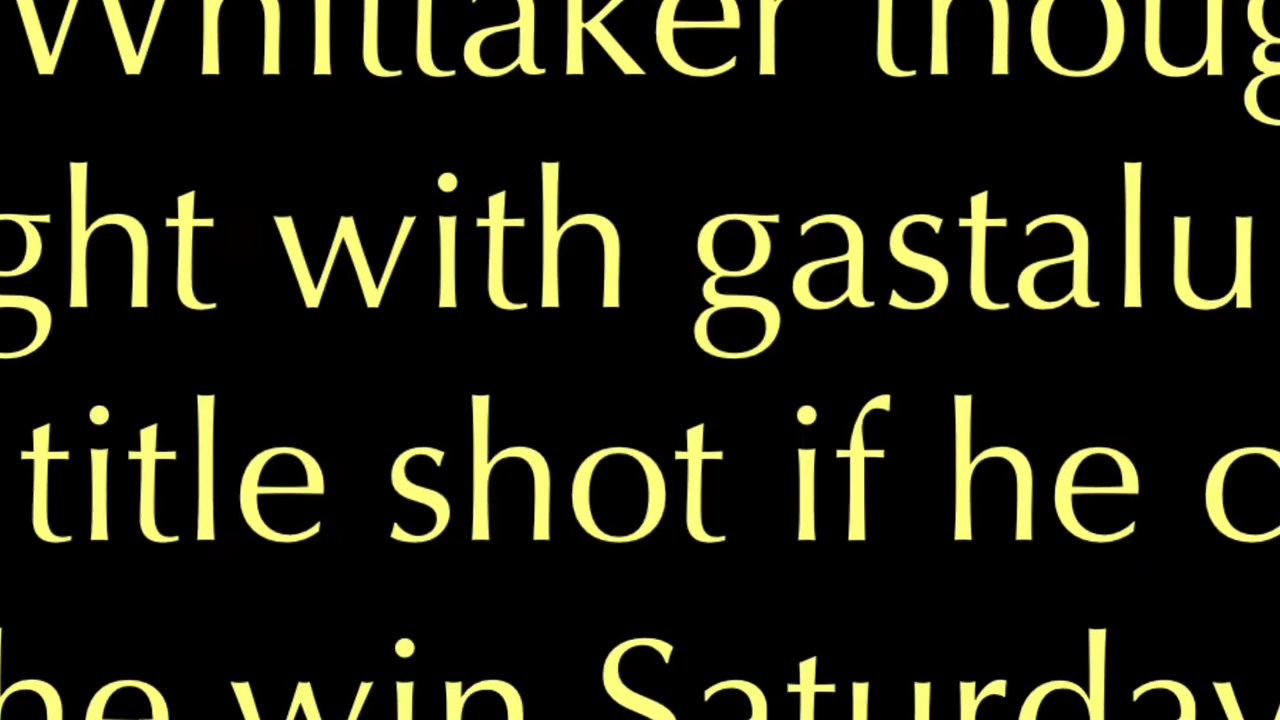 Whittaker thoug
ght with gastalu
title shot if he o
he win Saturday